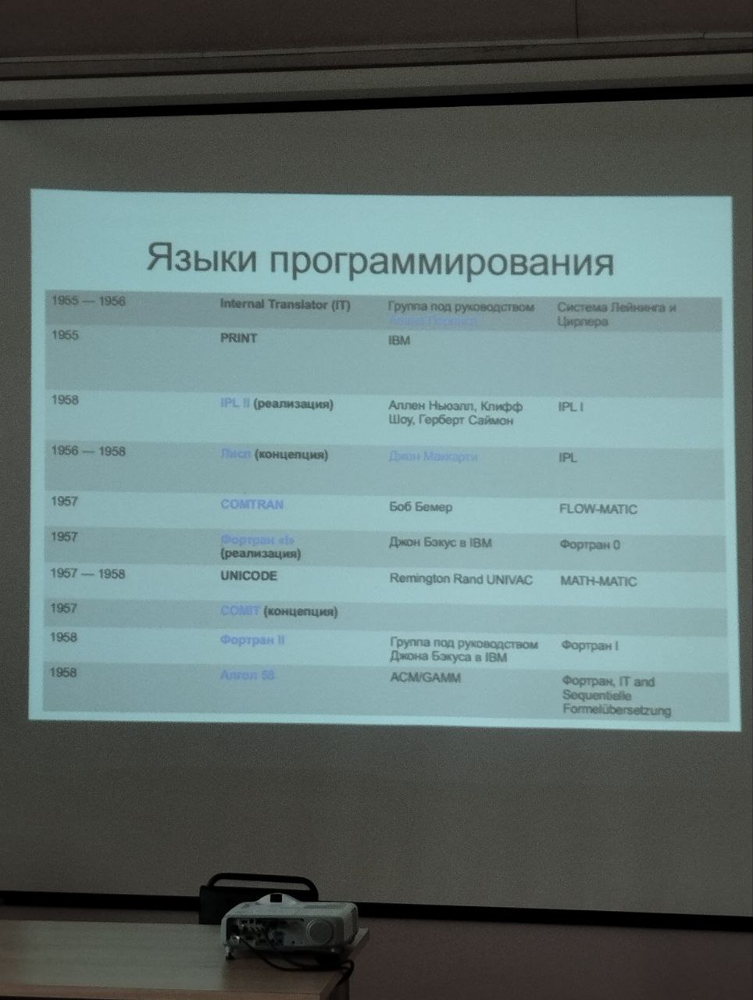 Языки программирования
1955 — 1956 Internal Translator (IT) Группа под руководством Система Лейнинга и
Алана Перлиса Цирлера
1955 PRINT IBM
1958 IPL II (реализация) Аллен Ньюэлл, Клифф IPL I
Шоу, Герберт Саймон
1956 — 1958 Лисп (концепция) Джон Маккарти IPL
1957 COMTRAN Боб Бемер FLOW-MATIC
1957 Фортран «I» Джон Бэкус в IBM Фортран 0
(реализация)
1957 — 1958 UNICODE Remington Rand UNIVAC MATH-MATIC
1957 COMIT (концепция)
1958 Фортран II Группа под руководством Фортран I
Джона Бэкуса в IBM
1958 Алгол 58 ACM/GAMM Фортран, IT and
Sequentielle
Formelübersetzung